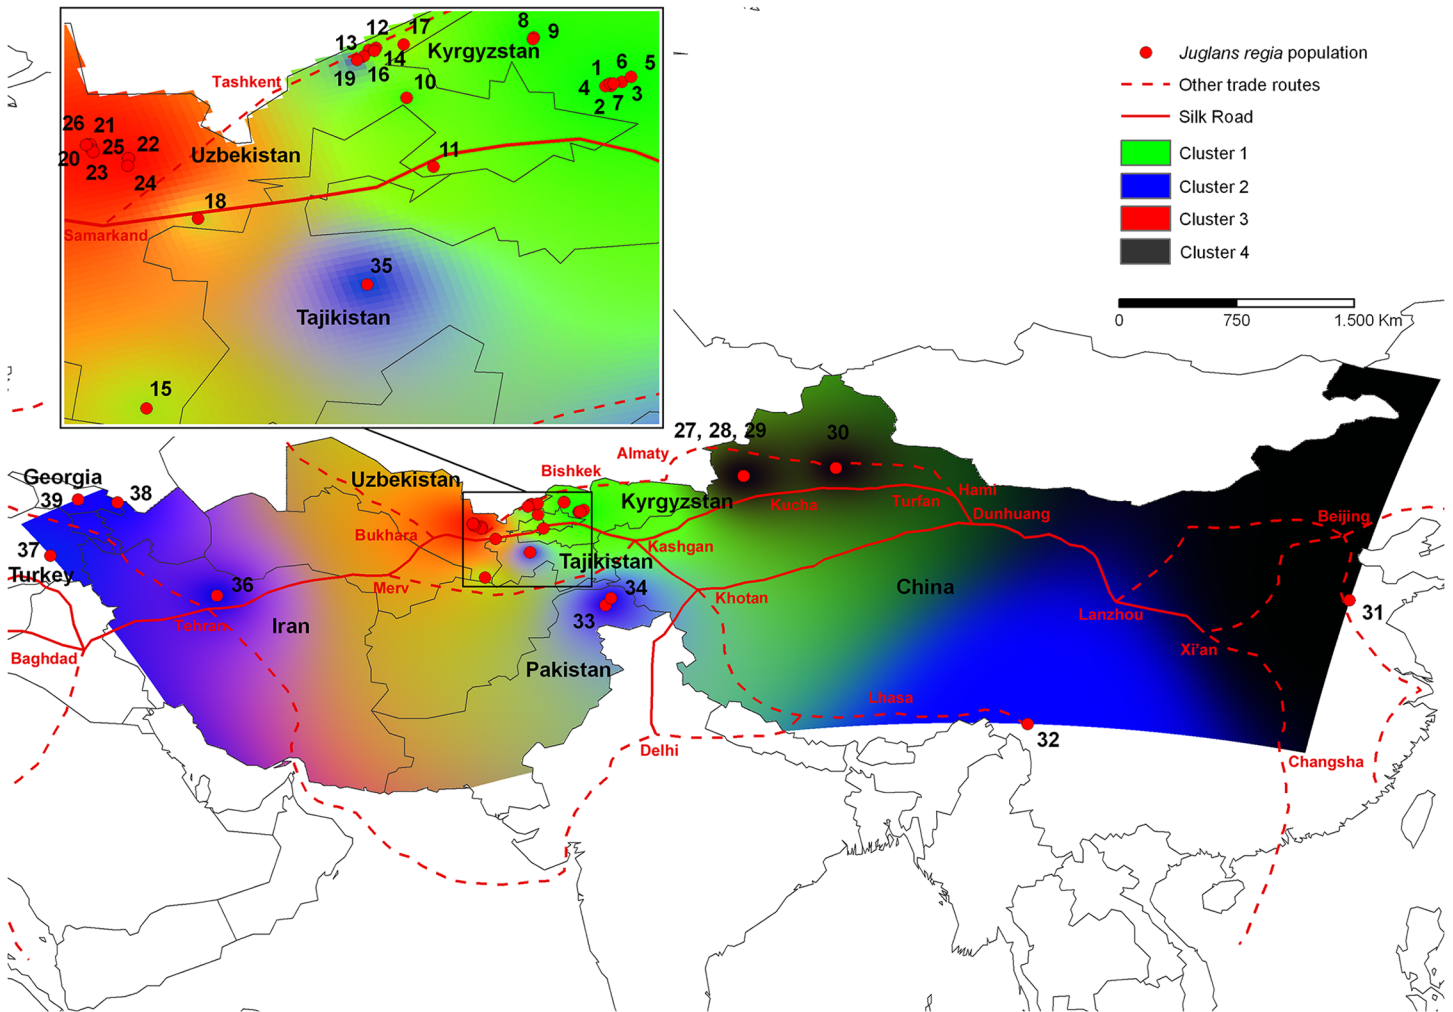 8
12
17
9
13
Kyrgyzstan
14
1
6
5
Tashkent
19
16
4
3
10
2
7
26
21
25
22
Uzbekistan
11
20
23
24
18
Samarkand
35
Tajikistan
15
Juglans regia population
Other trade routes
Silk Road
Cluster 1
Cluster 2
Cluster 3
Cluster 4
0
750
1.500 Km
27, 28, 29
30
Almaty
Georgia
39
38
Uzbekistan
Bishkek
Kyrgyzstan
Kucha
Turfan
Hami
Dunhuang
Beijing
Bukhara
Kashgan
37
Turkey
36
Merv
Tajikistan
34
33
Khotan
China
Lanzhou
31
Tehran
Iran
Baghdad
Pakistan
Xi'an
Lhasa
Delhi
32
Changsha